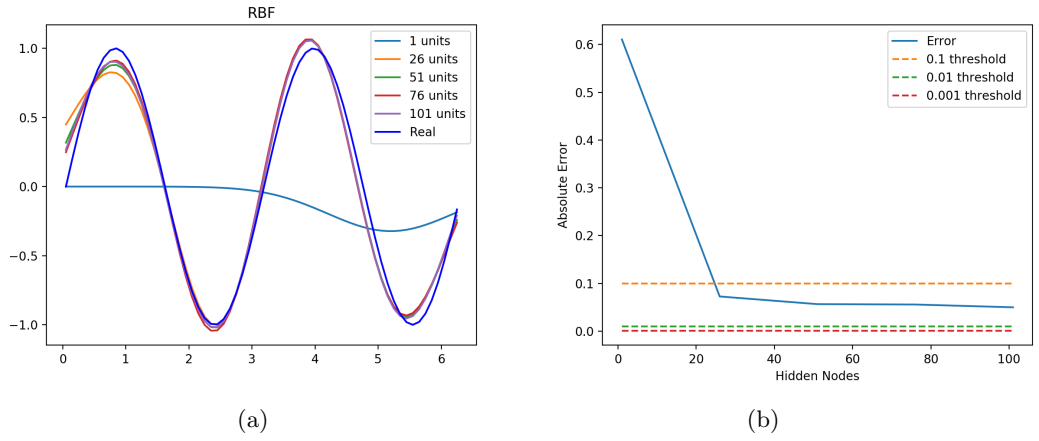 RBF
1.0
0.5
0.0
−0.5
−1.0
0
1
2
3
4
5
6
1 units
26 units
51 units
76 units
101 units
Real
(a)
Absolute Error
0.6
0.5
0.4
0.3
0.2
0.1
0.0
0
20
40
60
80
100
Hidden Nodes
Error
0.1 threshold
0.01 threshold
0.001 threshold
(b)